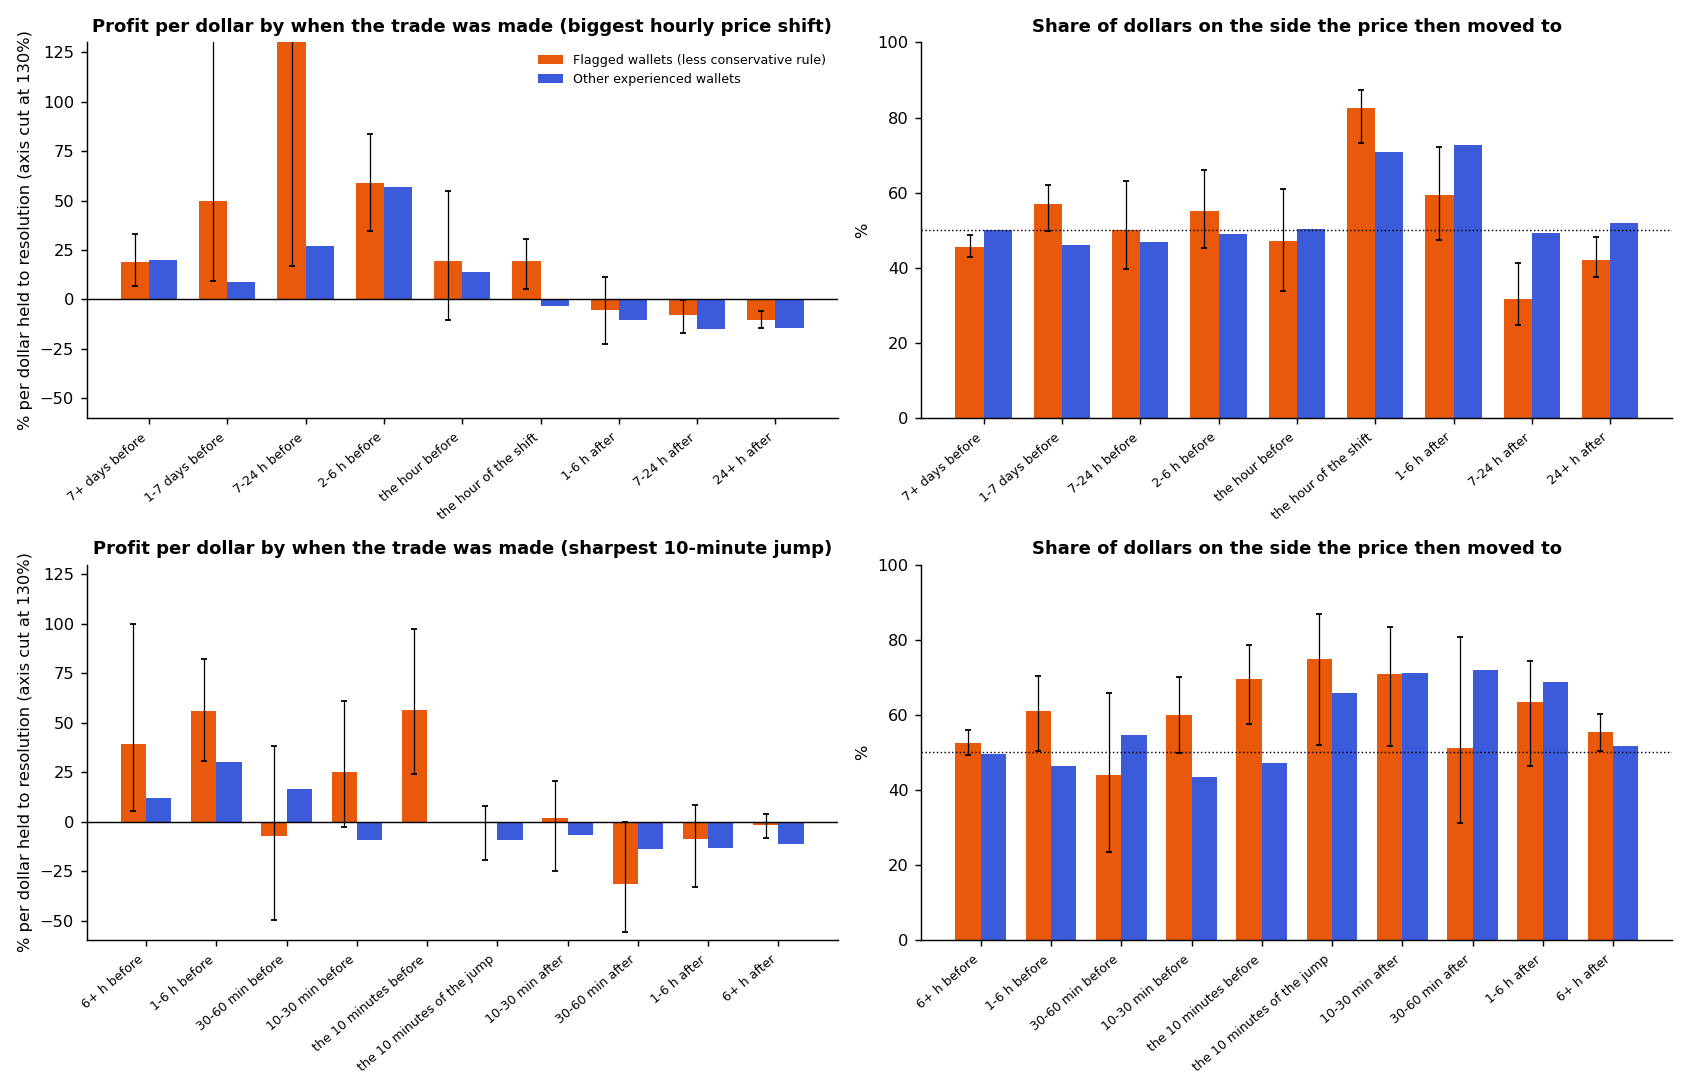 Profit per dollar by when the trade was made (biggest hourly price shift)
% per dollar held to resolution (axis cut at 130%)
125
100
75
50
25
0
−25
−50
Flagged wallets (less conservative rule)
Other experienced wallets
7+ days before
1-7 days before
7-24 h before
2-6 h before
the hour before
the hour of the shift
1-6 h after
7-24 h after
24+ h after
Share of dollars on the side the price then moved to
%
100
80
60
40
20
0
7+ days before
1-7 days before
7-24 h before
2-6 h before
the hour before
the hour of the shift
1-6 h after
7-24 h after
24+ h after
Profit per dollar by when the trade was made (sharpest 10-minute jump)
% per dollar held to resolution (axis cut at 130%)
125
100
75
50
25
0
−25
−50
6+ h before
1-6 h before
30-60 min before
10-30 min before
the 10 minutes before
the 10 minutes of the jump
10-30 min after
30-60 min after
1-6 h after
6+ h after
Share of dollars on the side the price then moved to
%
100
80
60
40
20
0
6+ h before
1-6 h before
30-60 min before
10-30 min before
the 10 minutes before
the 10 minutes of the jump
10-30 min after
30-60 min after
1-6 h after
6+ h after